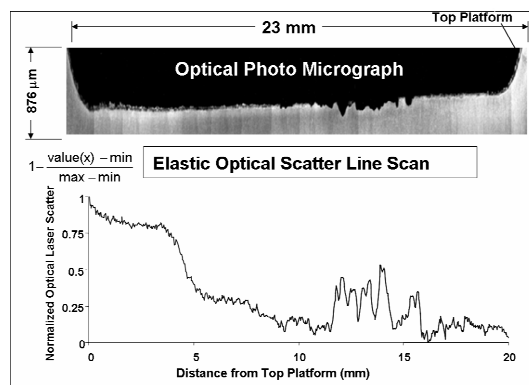 Top Platform
23 mm
876 µm
Optical Photo Micrograph
1− value(x) − min
max − min
Elastic Optical Scatter Line Scan
Normalized Optical Laser Scatter
1
0.75
0.5
0.25
0
0 5 10 15 20
Distance from Top Platform (mm)